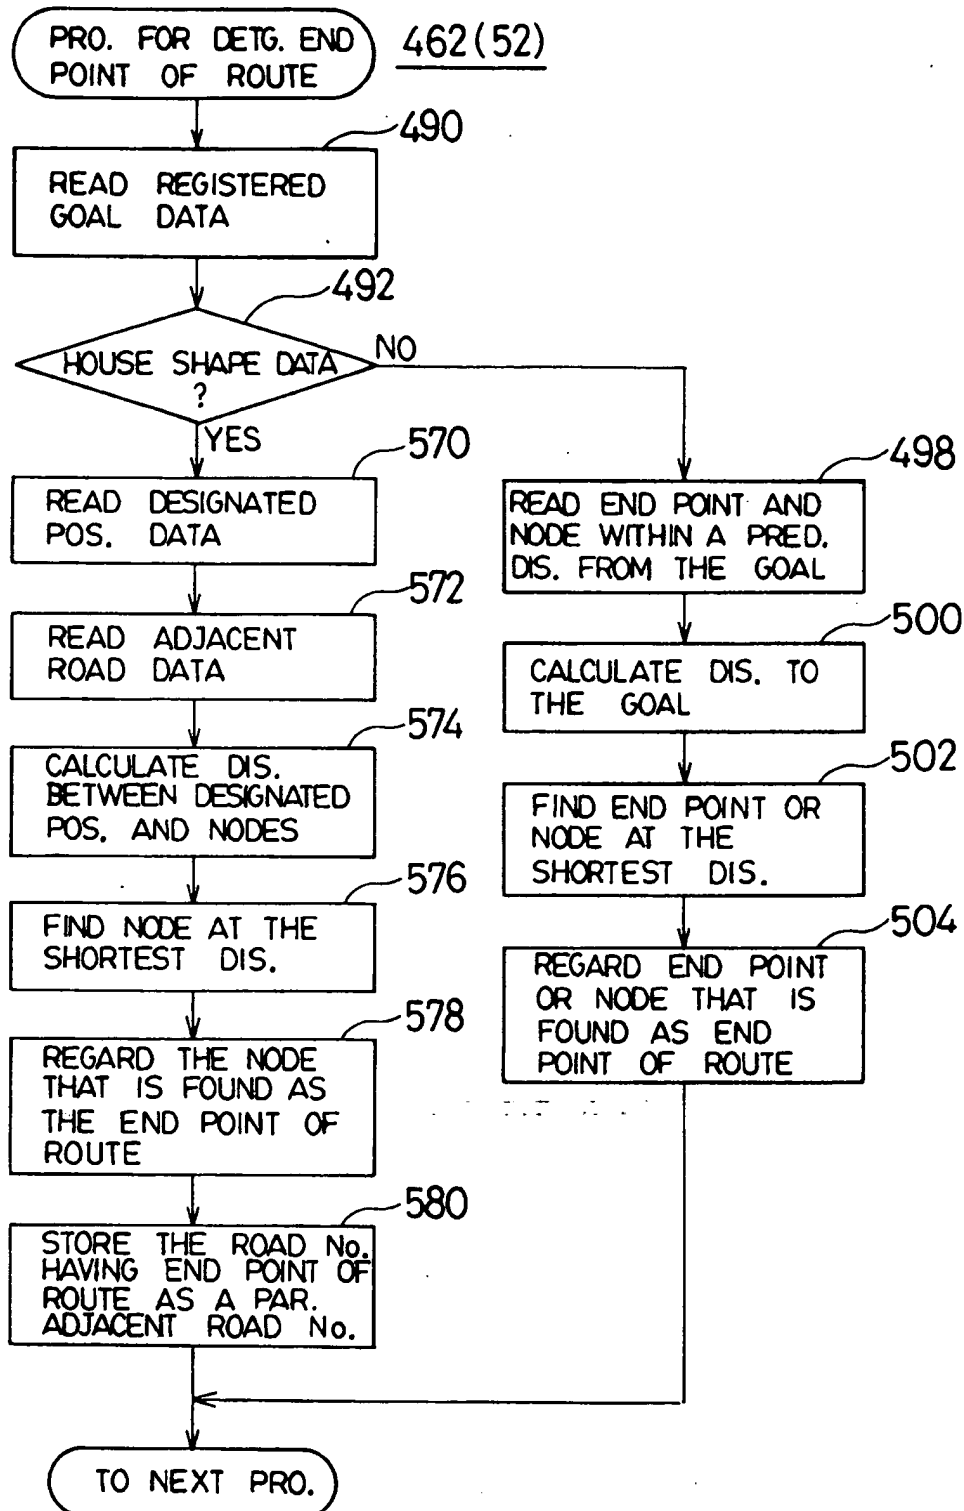 PRO. FOR DETG. END
POINT OF ROUTE
462(52)
490
READ REGISTERED
GOAL DATA
492
HOUSE SHAPE DATA
?
NO
YES
570
READ DESIGNATED
POS. DATA
572
READ ADJACENT
ROAD DATA
574
CALCULATE DIS.
BETWEEN DESIGNATED
POS. AND NODES
576
FIND NODE AT THE
SHORTEST DIS.
578
REGARD THE NODE
THAT IS FOUND AS
THE END POINT OF
ROUTE
580
STORE THE ROAD No.
HAVING END POINT OF
ROUTE AS A PAR.
ADJACENT ROAD No.
498
READ END POINT AND
NODE WITHIN A PRED.
DIS. FROM THE GOAL
500
CALCULATE DIS. TO
THE GOAL
502
FIND END POINT OR
NODE AT THE
SHORTEST DIS.
504
REGARD END POINT
OR NODE THAT IS
FOUND AS END
POINT OF ROUTE
TO NEXT PRO.